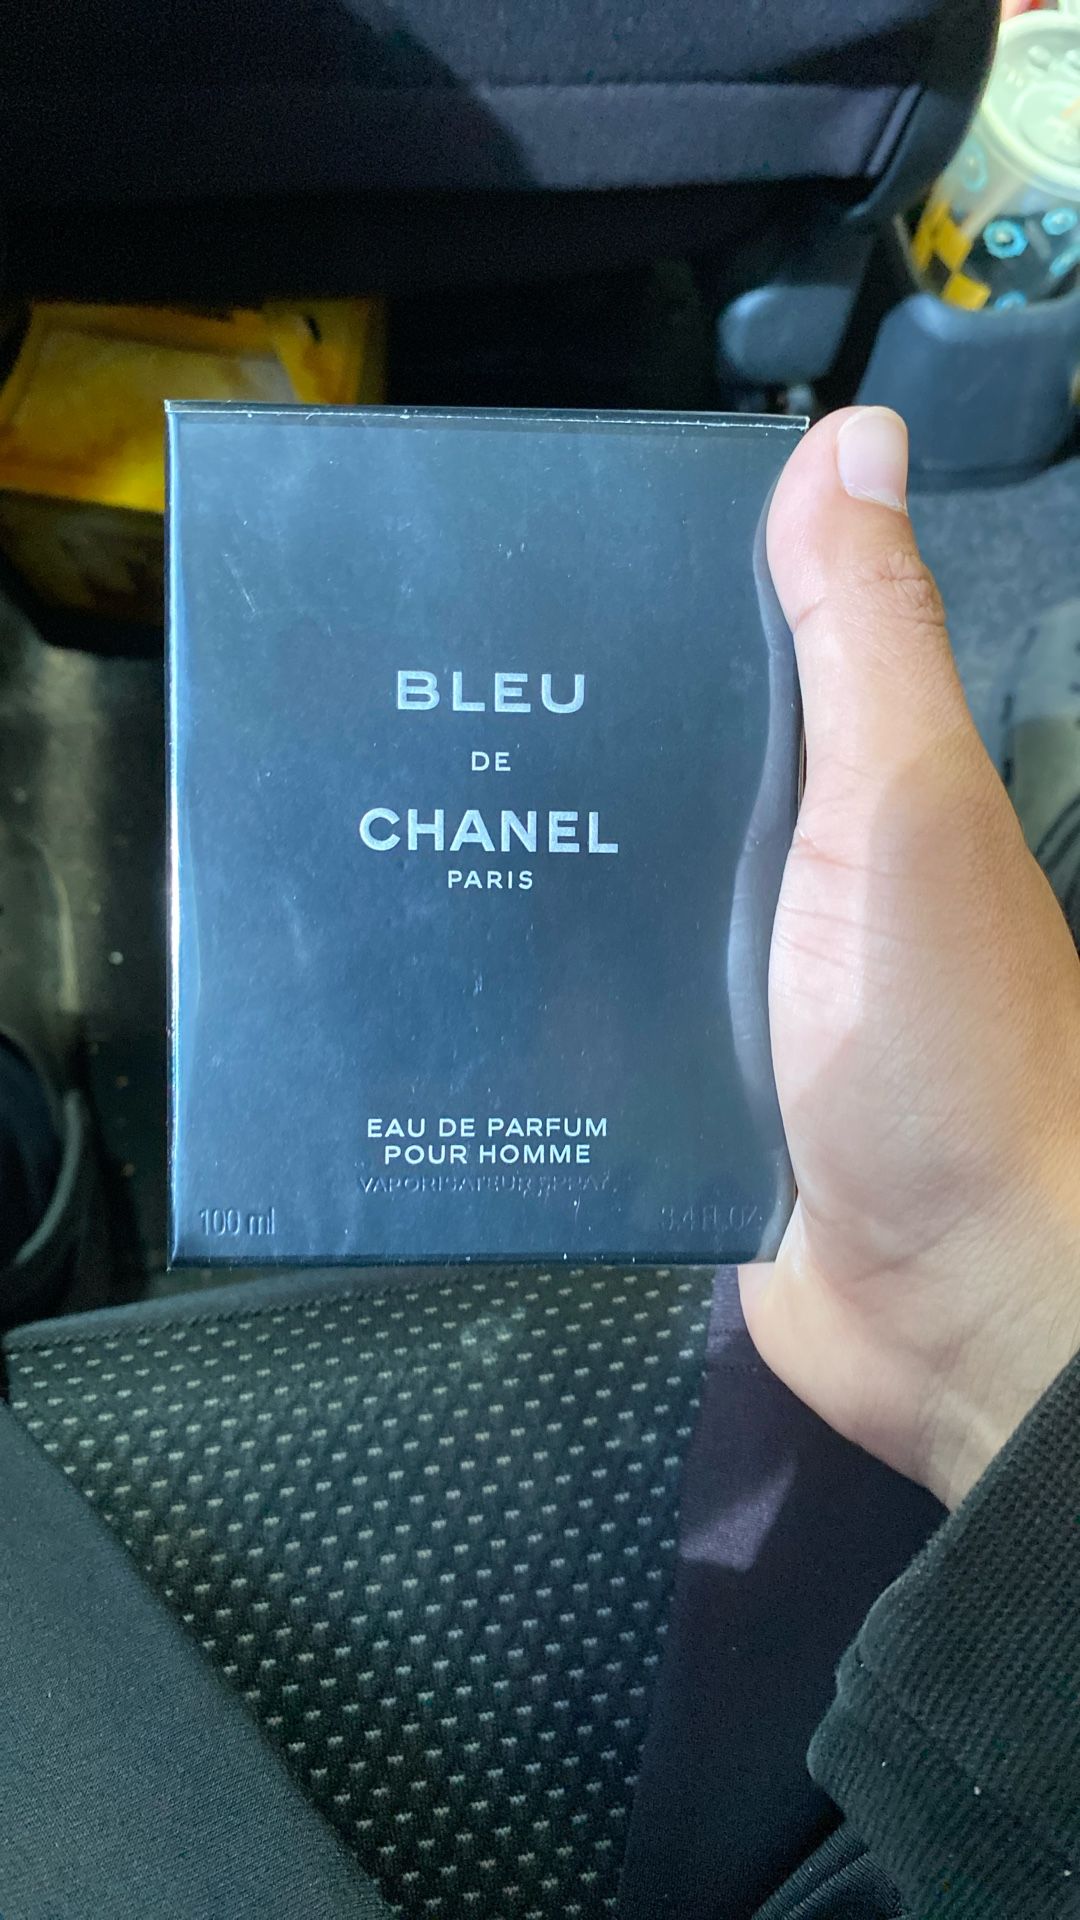 BLEU
DE
CHANEL
PARIS
EAU DE PARFUM
POUR HOMME
VAPORISATEUR SPRAY
100 ml
3.4 FL.OZ.